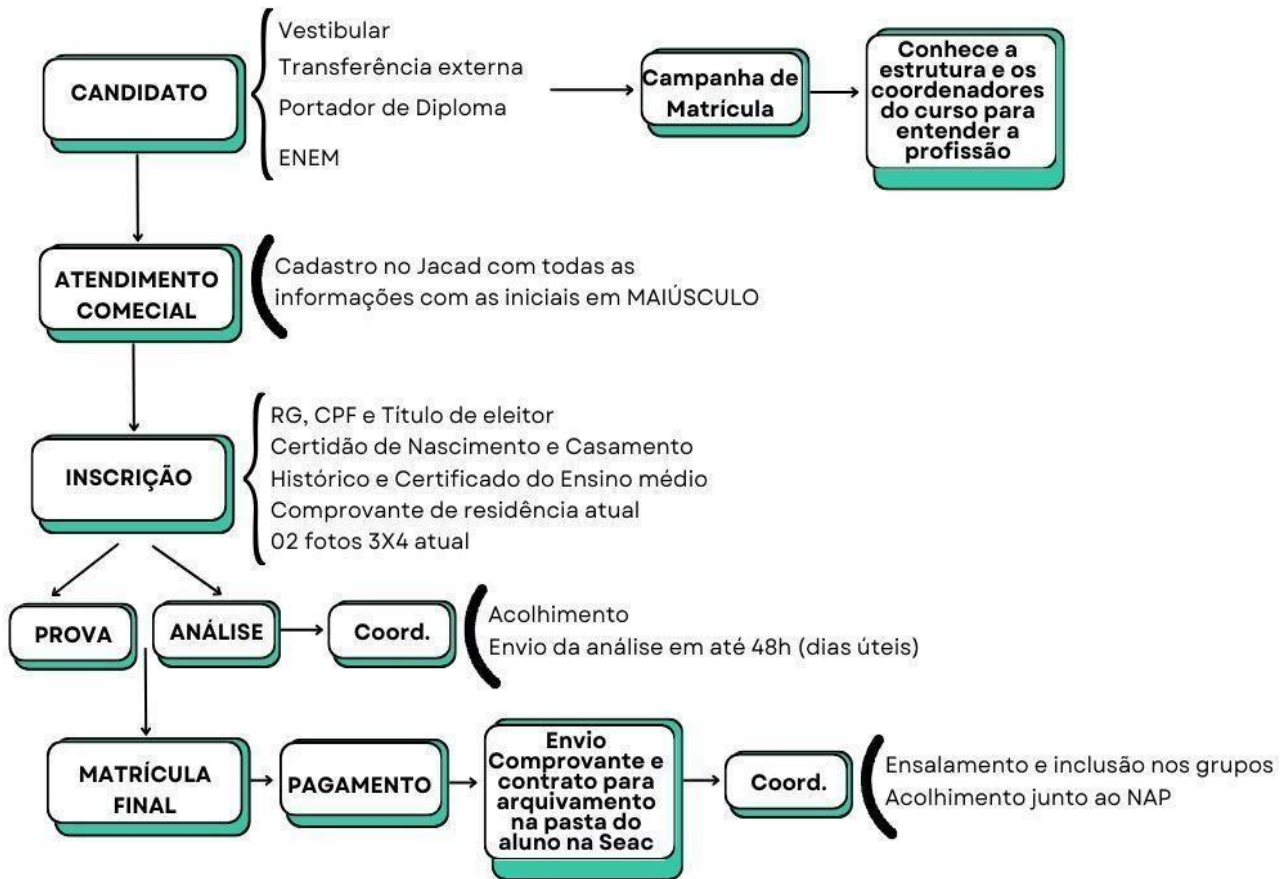 CANDIDATO
Vestibular
Transferência externa
Portador de Diploma
ENEM
Campanha de
Matrícula
Conhece a
estrutura e os
coordenadores
do curso para
entender a
profissão
ATENDIMENTO
COMECIAL
Cadastro no Jacad com todas as
informações com as iniciais em MAIÚSCULO
INSCRIÇÃO
RG, CPF e Titulo de eleitor
Certidão de Nascimento e Casamento
Histórico e Certificado do Ensino médio
Comprovante de residência atual
02 fotos 3X4 atual
PROVA
ANÁLISE
Coord.
Acolhimento
Envio da análise em até 48h (dias úteis)
MATRÍCULA
FINAL
PAGAMENTO
Envio
Comprovante e
contrato para
arquivamento
na pasta do
aluno na Seac
Coord.
Ensalamento e inclusão nos grupos
Acolhimento junto ao NAP